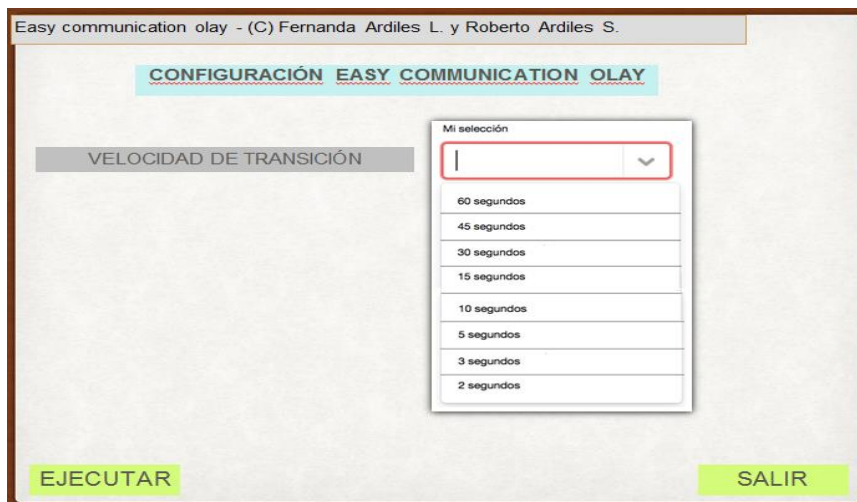 Easy communication olay - (C) Fernanda Ardiles L. y Roberto Ardiles S.
CONFIGURACIÓN EASY COMMUNICATION OLAY
Mi selección
VELOCIDAD DE TRANSICIÓN
60 segundos
45 segundos
30 segundos
15 segundos
10 segundos
5 segundos
3 segundos
2 segundos
EJECUTAR
SALIR